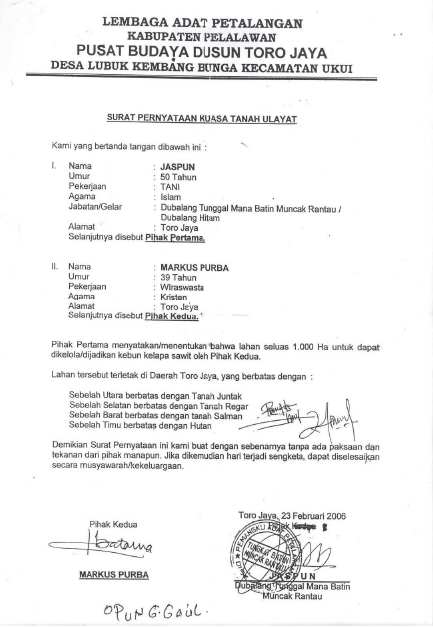 LEMBAGA ADAT PETALANGAN
KABUPATEN PELALAWAN
PUSAT BUDAYA DUSUN TORO JAYA
DESA LUBUK KEMBANG BUNGA KECAMATAN UKUI
SURAT PERNYATAAN KUASA TANAH ULAYAT
Kami yang bertanda tangan dibawah ini :
I. Nama : JASPUN
Umur : 50 Tahun
Pekerjaan : TANI
Agama : Islam
Jabatan/Gelar : Dubalang Tunggal Mana Batin Muncak Rantau /
Dubalang Hitam
Alamat : Toro Jaya
Selanjutnya disebut Pihak Pertama.
II. Nama : MARKUS PURBA
Umur : 39 Tahun
Pekerjaan : Wiraswasta
Agama : Kristen
Alamat : Toro Jaya
Selanjutnya disebut Pihak Kedua.
Pihak Pertama menyatakan/menentukan bahwa lahan seluas 1.000 Ha untuk dapat
dikelola/dijadikan kebun kelapa sawit oleh Pihak Kedua.
Lahan tersebut terletak di Daerah Toro Jaya, yang berbatas dengan :
Sebelah Utara berbatas dengan Tanah Juntak
Sebelah Selatan berbatas dengan Tanah Regar
Sebelah Barat berbatas dengan tanah Salman
Sebelah Timu berbatas dengan Hutan
Demikian Surat Pernyataan ini kami buat dengan sebenarnya tanpa ada paksaan dan
tekanan dari pihak manapun. Jika dikemudian hari terjadi sengketa, dapat diselesaikan
secara musyawarah/kekeluargaan.
Toro Jaya, 23 Februari 2006
Pihak Kedua
PEMANGKU ADAT PETALANGAN
TUNGKAT BATIN
MUNCAK RANTAU
MARKUS PURBA
JASPUN
Dubalang Tunggal Mana Batin
Muncak Rantau
OPUNG. GAUL.